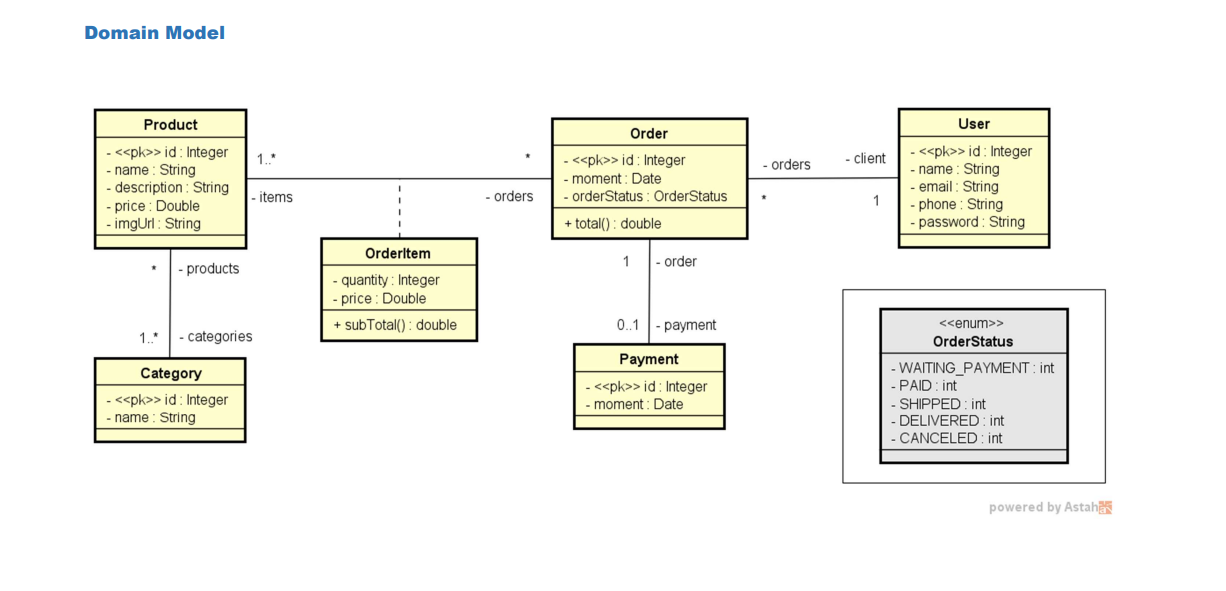 Domain Model
Product
- <<pk>> id : Integer
- name : String
- description : String
- price : Double
- imgUrl : String
1..*
- items
*
- orders
Order
- <<pk>> id : Integer
- moment : Date
- orderStatus : OrderStatus
+ total() : double
- orders
*
- client
1
User
- <<pk>> id : Integer
- name : String
- email : String
- phone : String
- password : String
OrderItem
- quantity : Integer
- price : Double
+ subTotal() : double
* - products
1..* - categories
Category
- <<pk>> id : Integer
- name : String
1 - order
0..1 - payment
Payment
- <<pk>> id : Integer
- moment : Date
<<enum>>
OrderStatus
- WAITING_PAYMENT : int
- PAID : int
- SHIPPED : int
- DELIVERED : int
- CANCELED : int
powered by Astah